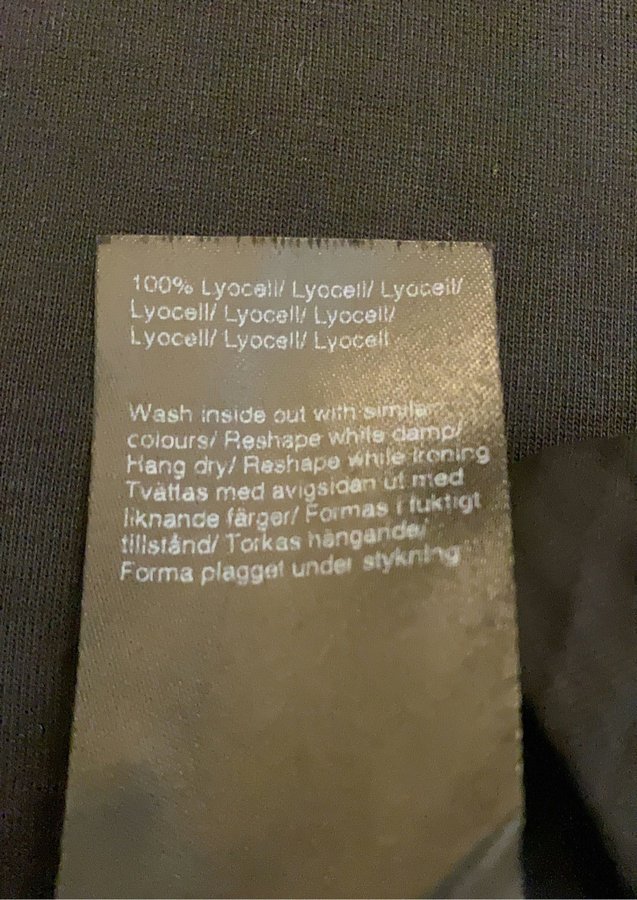 100% Lyocell/ Lyocell/ Lyocell/
Lyocell/ Lyocell/ Lyocell/
Lyocell/ Lyocell/ Lyocell
Wash inside out with similar
colours/ Reshape while damp/
Hang dry/ Reshape while ironing
Tvättas med avigsidan ut med
liknande färger/ Formas i fuktigt
tillstånd/ Torkas hängande/
Forma plagget under stykning